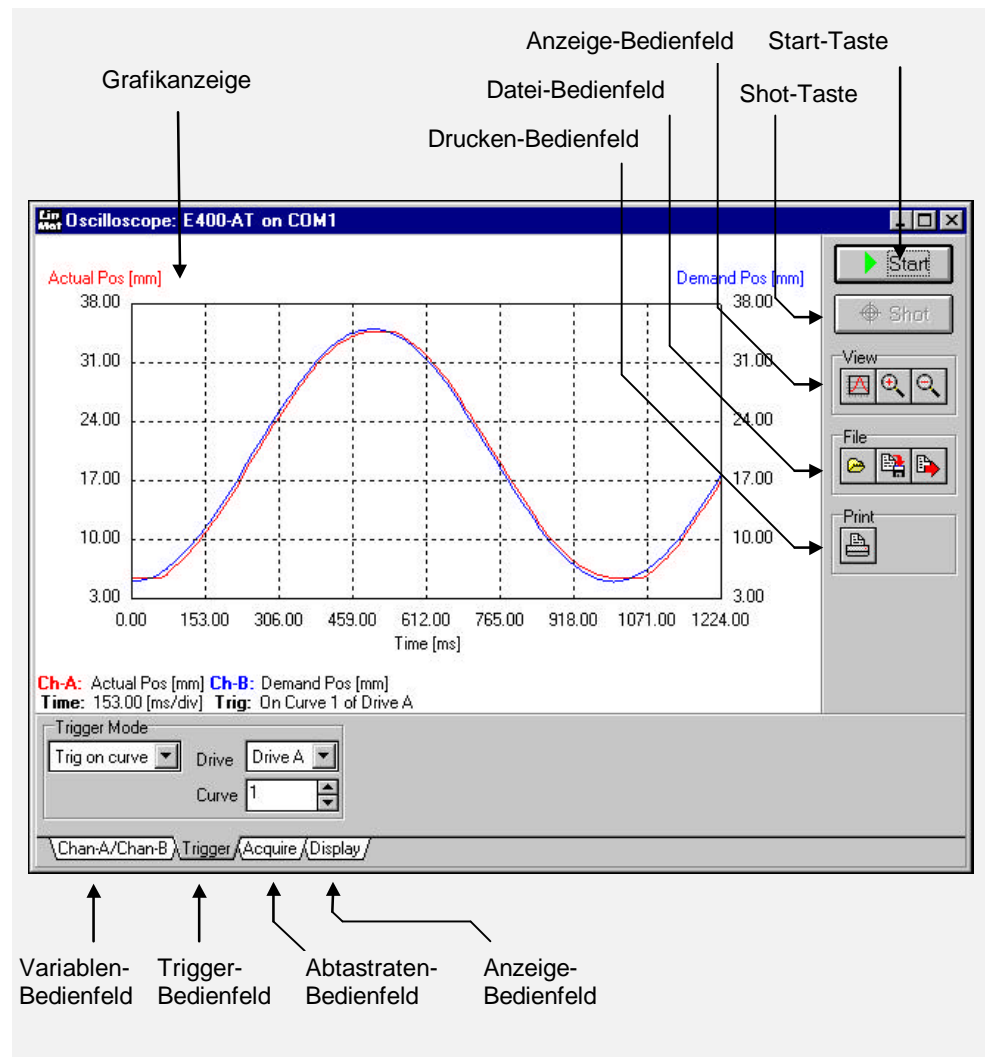 Anzeige-Bedienfeld Start-Taste
Grafikanzeige
Datei-Bedienfeld Shot-Taste
Drucken-Bedienfeld
Lin Mot Oscilloscope: E400-AT on COM1
Start
Actual Pos [mm] Demand Pos [mm]
38.00 38.00
Shot
31.00 31.00
View
24.00 24.00
File
17.00 17.00
Print
10.00 10.00
3.00 3.00
0.00 153.00 306.00 459.00 612.00 765.00 918.00 1071.00 1224.00
Time [ms]
Ch-A: Actual Pos [mm] Ch-B: Demand Pos [mm]
Time: 153.00 [ms/div] Trig: On Curve 1 of Drive A
Trigger Mode
Trig on curve Drive Drive A
Curve 1
Chan-A/Chan-B Trigger Acquire Display
Variablen- Trigger- Abtastraten- Anzeige-
Bedienfeld Bedienfeld Bedienfeld Bedienfeld